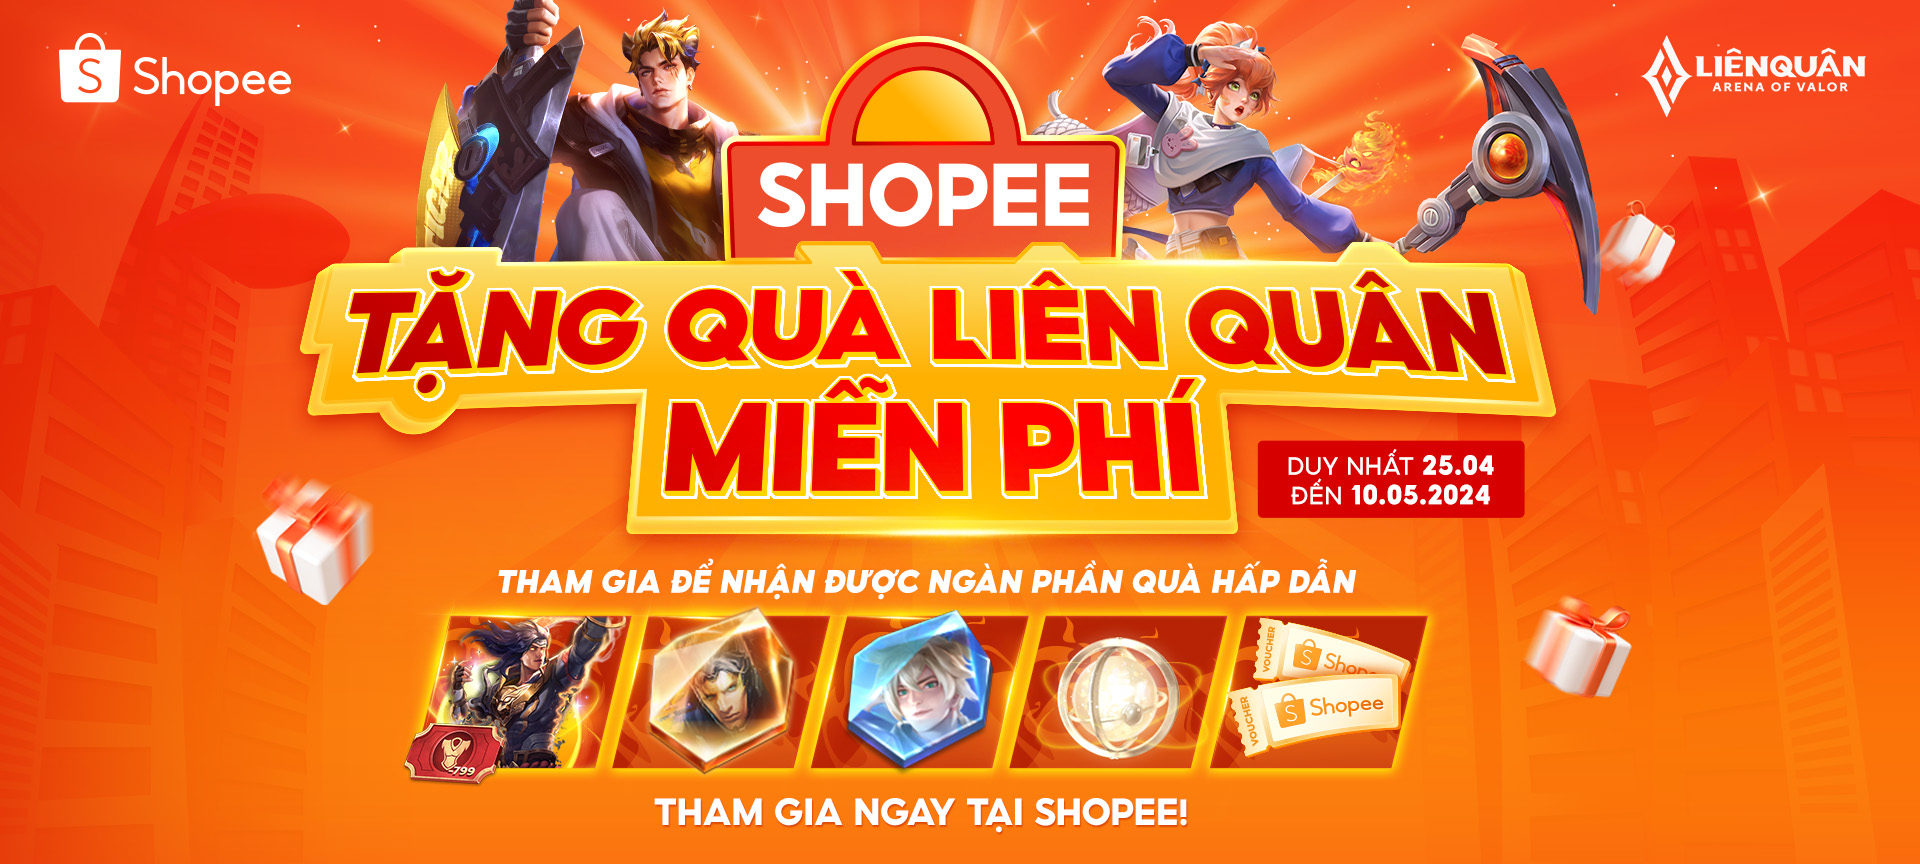 Shopee
LIÊNQUÂN
ARENA OF VALOR
SHOPEE
TẶNG QUÀ LIÊN QUÂN
MIỄN PHÍ
DUY NHẤT 25.04
ĐẾN 10.05.2024
THAM GIA ĐỂ NHẬN ĐƯỢC NGÀN PHẦN QUÀ HẤP DẪN
-799
VOUCHER
Shop
VOUCHER
Shopee
THAM GIA NGAY TẠI SHOPEE!